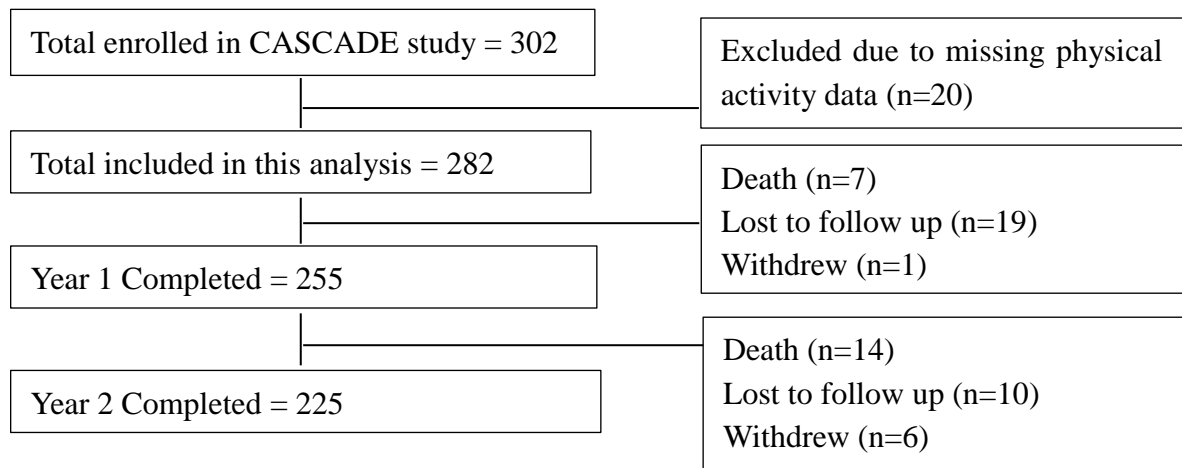 Total enrolled in CASCADE study = 302
Excluded due to missing physical
activity data (n=20)
Total included in this analysis = 282
Death (n=7)
Lost to follow up (n=19)
Withdrew (n=1)
Year 1 Completed = 255
Death (n=14)
Lost to follow up (n=10)
Withdrew (n=6)
Year 2 Completed = 225